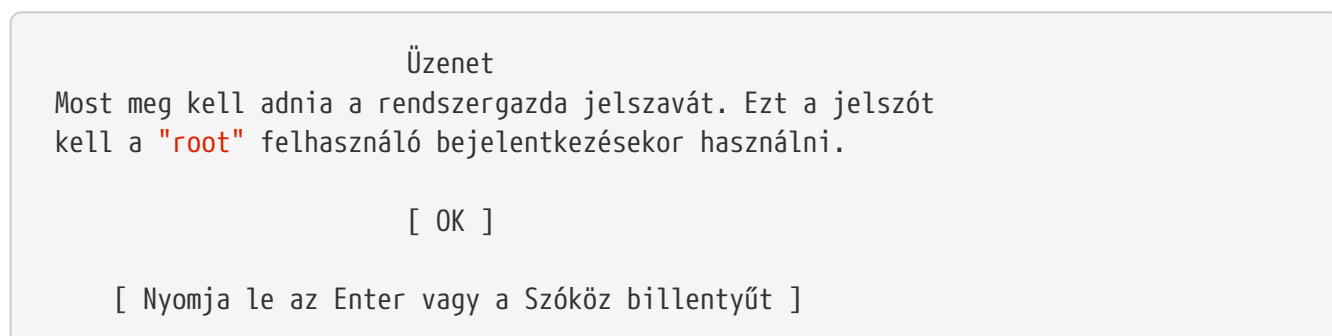 Üzenet
Most meg kell adnia a rendszergazda jelszavát. Ezt a jelszót
kell a "root" felhasználó bejelentkezésekor használni.
[ OK ]
[ Nyomja le az Enter vagy a Szóköz billentyűt ]